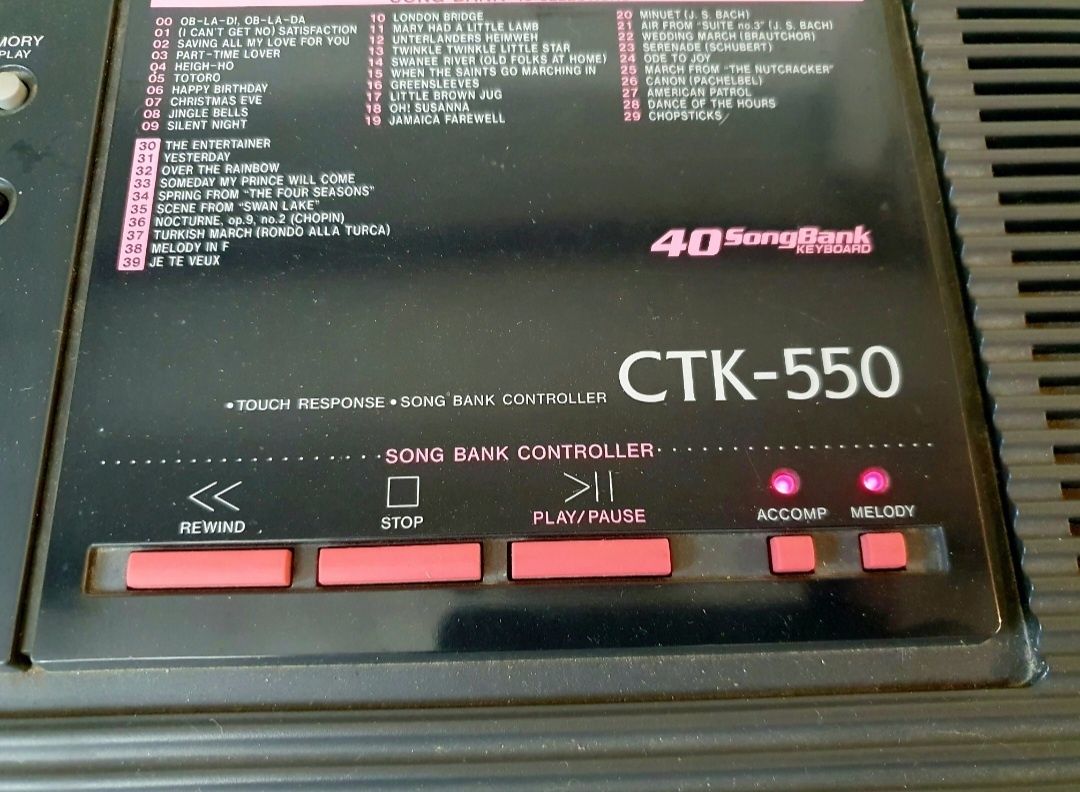 MORY
PLAY
00 OB-LA-DI, OB-LA-DA
01 (I CAN'T GET NO) SATISFACTION
02 SAVING ALL MY LOVE FOR YOU
03 PART-TIME LOVER
04 HEIGH-HO
05 TOTORO
06 HAPPY BIRTHDAY
07 CHRISTMAS EVE
08 JINGLE BELLS
09 SILENT NIGHT
10 LONDON BRIDGE
11 MARY HAD A LITTLE LAMB
12 UNTERLANDERS HEIMWEH
13 TWINKLE TWINKLE LITTLE STAR
14 SWANEE RIVER (OLD FOLKS AT HOME)
15 WHEN THE SAINTS GO MARCHING IN
16 GREENSLEEVES
17 LITTLE BROWN JUG
18 OH! SUSANNA
19 JAMAICA FAREWELL
20 MINUET (J. S. BACH)
21 AIR FROM "SUITE no.3" (J. S. BACH)
22 WEDDING MARCH (BRAUTCHOR)
23 SERENADE (SCHUBERT)
24 ODE TO JOY
25 MARCH FROM "THE NUTCRACKER"
26 CANON (PACHELBEL)
27 AMERICAN PATROL
28 DANCE OF THE HOURS
29 CHOPSTICKS
30 THE ENTERTAINER
31 YESTERDAY
32 OVER THE RAINBOW
33 SOMEDAY MY PRINCE WILL COME
34 SPRING FROM "THE FOUR SEASONS"
35 SCENE FROM "SWAN LAKE"
36 NOCTURNE, op.9, no.2 (CHOPIN)
37 TURKISH MARCH (RONDO ALLA TURCA)
38 MELODY IN F
39 JE TE VEUX
40 SongBank
KEYBOARD
•TOUCH RESPONSE •SONG BANK CONTROLLER CTK-550
SONG BANK CONTROLLER
REWIND
STOP
PLAY/PAUSE
ACCOMP
MELODY